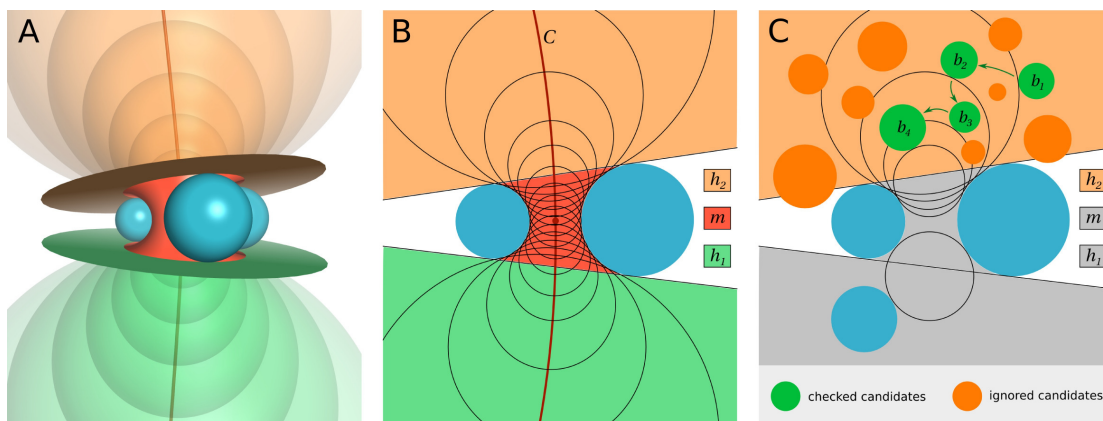 A
B
C
C
h₂
m
h₁
b₂
b₁
b₃
b₄
h₂
m
h₁
checked candidates
ignored candidates